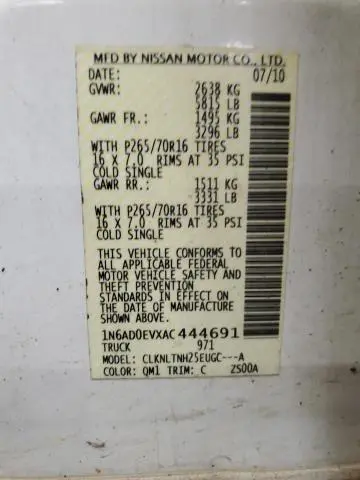 MFD BY NISSAN MOTOR CO., LTD.
DATE: 07/10
GVWR: 2638 KG
5815 LB
GAWR FR.: 1495 KG
3296 LB
WITH P265/70R16 TIRES
16 X 7.0 RIMS AT 35 PSI
COLD SINGLE
GAWR RR.: 1511 KG
3331 LB
WITH P265/70R16 TIRES
16 X 7.0 RIMS AT 35 PSI
COLD SINGLE
THIS VEHICLE CONFORMS TO
ALL APPLICABLE FEDERAL
MOTOR VEHICLE SAFETY AND
THEFT PREVENTION
STANDARDS IN EFFECT ON
THE DATE OF MANUFACTURE
SHOWN ABOVE.
1N6AD0EVXAC444691
TRUCK 971
MODEL: CLKNLTNH25EUGC---A
COLOR: QM1 TRIM: C ZS00A